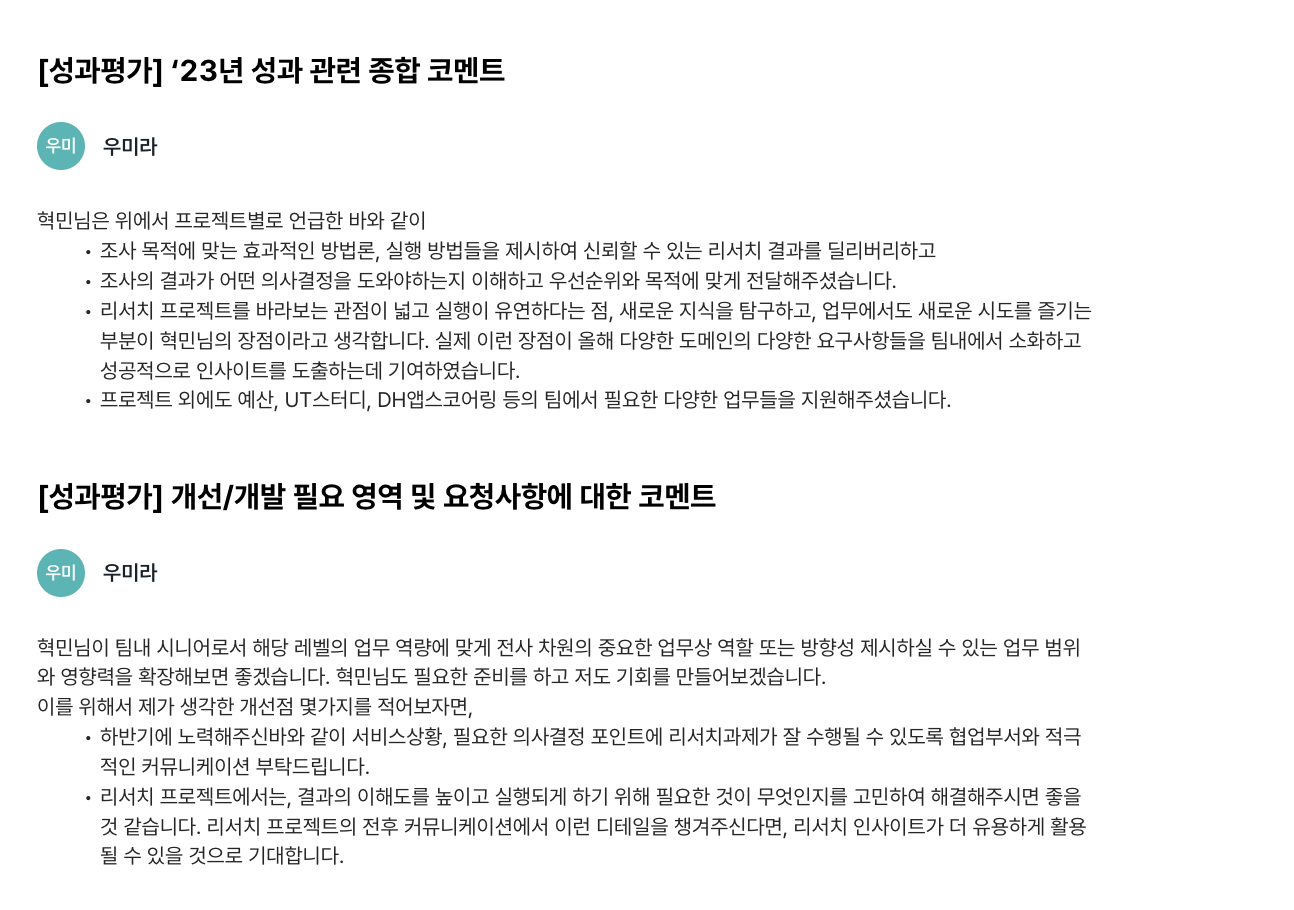 [성과평가] ‘23년 성과 관련 종합 코멘트
우미 우미라
혁민님은 위에서 프로젝트별로 언급한 바와 같이
• 조사 목적에 맞는 효과적인 방법론, 실행 방법들을 제시하여 신뢰할 수 있는 리서치 결과를 딜리버리하고
• 조사의 결과가 어떤 의사결정을 도와야하는지 이해하고 우선순위와 목적에 맞게 전달해주셨습니다.
• 리서치 프로젝트를 바라보는 관점이 넓고 실행이 유연하다는 점, 새로운 지식을 탐구하고, 업무에서도 새로운 시도를 즐기는
부분이 혁민님의 장점이라고 생각합니다. 실제 이런 장점이 올해 다양한 도메인의 다양한 요구사항들을 팀내에서 소화하고
성공적으로 인사이트를 도출하는데 기여하였습니다.
• 프로젝트 외에도 예산, UT스터디, DH앱스코어링 등의 팀에서 필요한 다양한 업무들을 지원해주셨습니다.
[성과평가] 개선/개발 필요 영역 및 요청사항에 대한 코멘트
우미 우미라
혁민님이 팀내 시니어로서 해당 레벨의 업무 역량에 맞게 전사 차원의 중요한 업무상 역할 또는 방향성 제시하실 수 있는 업무 범위
와 영향력을 확장해보면 좋겠습니다. 혁민님도 필요한 준비를 하고 저도 기회를 만들어보겠습니다.
이를 위해서 제가 생각한 개선점 몇가지를 적어보자면,
• 하반기에 노력해주신바와 같이 서비스상황, 필요한 의사결정 포인트에 리서치과제가 잘 수행될 수 있도록 협업부서와 적극
적인 커뮤니케이션 부탁드립니다.
• 리서치 프로젝트에서는, 결과의 이해도를 높이고 실행되게 하기 위해 필요한 것이 무엇인지를 고민하여 해결해주시면 좋을
것 같습니다. 리서치 프로젝트의 전후 커뮤니케이션에서 이런 디테일을 챙겨주신다면, 리서치 인사이트가 더 유용하게 활용
될 수 있을 것으로 기대합니다.